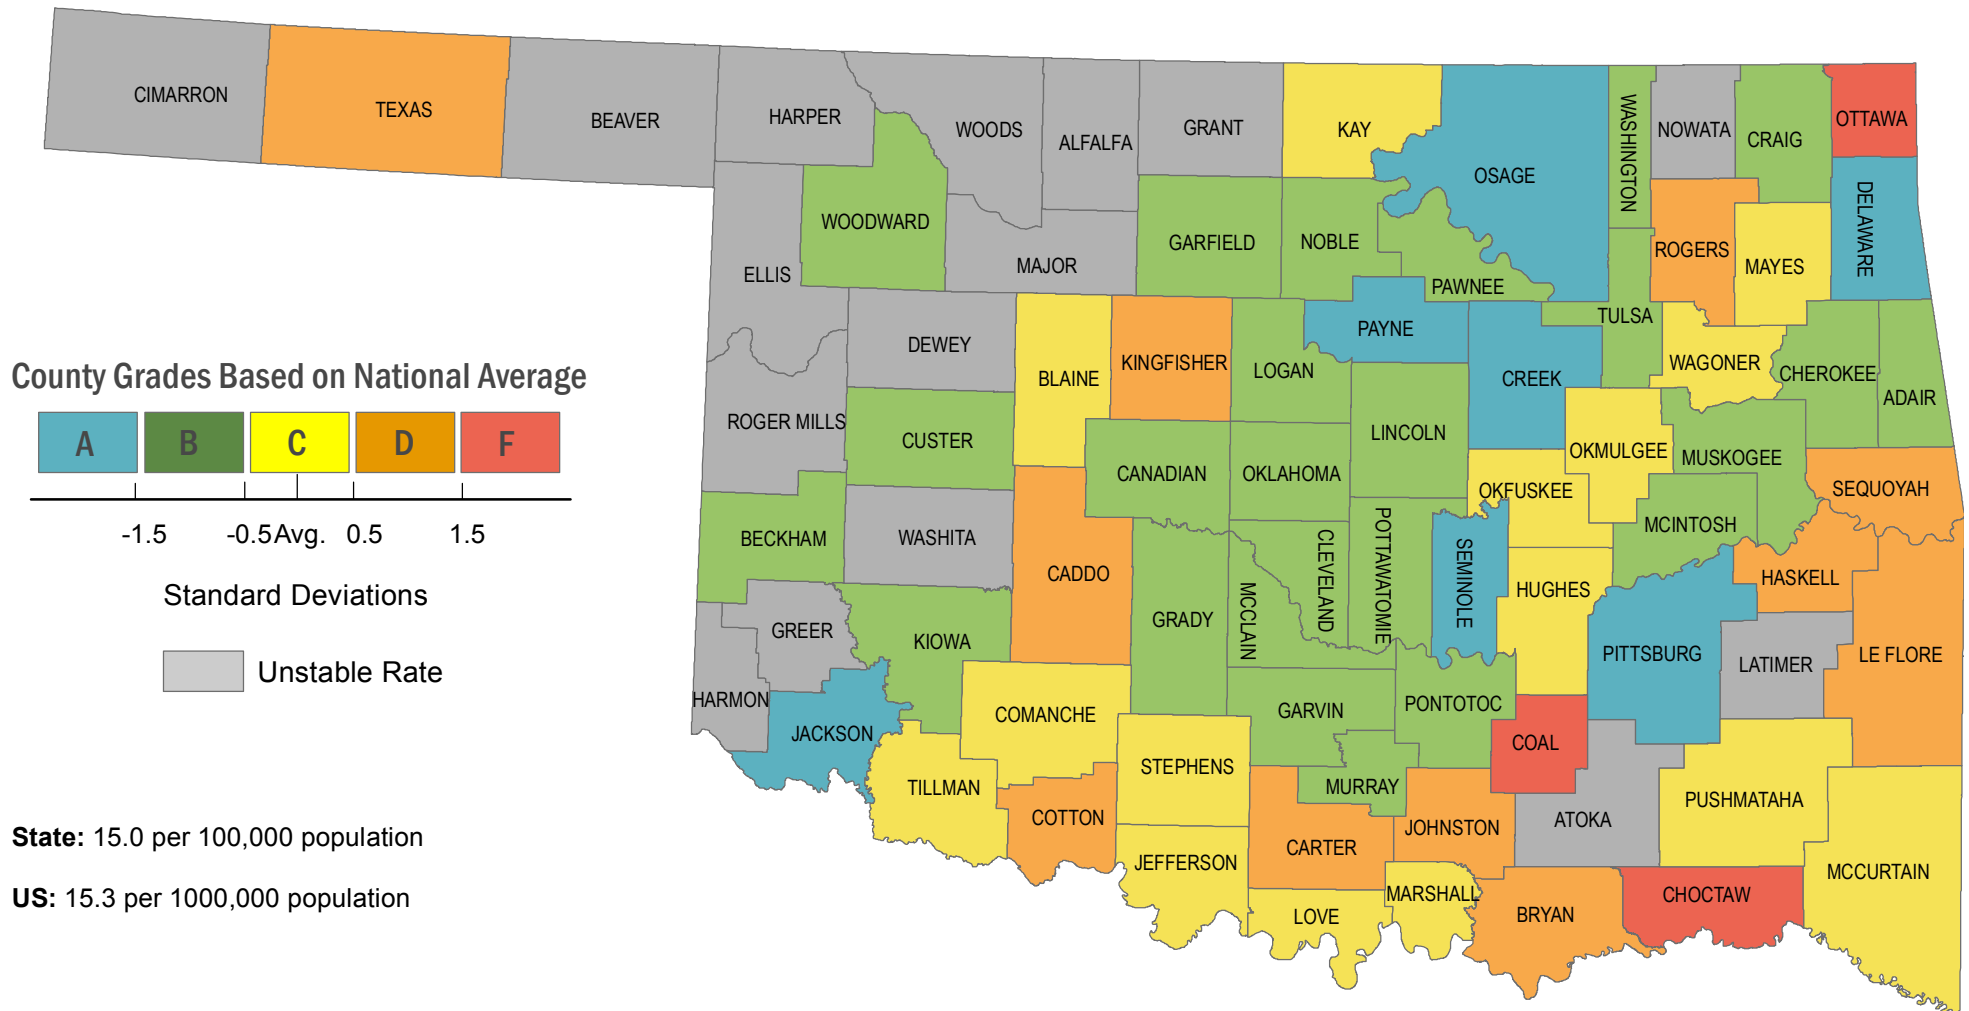 CIMARRON
TEXAS
BEAVER
HARPER
WOODS
ALFALFA
GRANT
KAY
OSAGE
WASHINGTON
NOWATA
CRAIG
OTTAWA
WOODWARD
ELLIS
MAJOR
GARFIELD
NOBLE
PAWNEE
ROGERS
MAYES
DELAWARE
TULSA
PAYNE
CREEK
DEWEY
BLAINE
KINGFISHER
LOGAN
WAGONER
CHEROKEE
ADAIR
ROGER MILLS
CUSTER
CANADIAN
OKLAHOMA
LINCOLN
OKMULGEE
MUSKOGEE
OKFUSKEE
SEQUOYAH
MCINTOSH
BECKHAM
WASHITA
CADDO
GRADY
MCCLAIN
CLEVELAND
POTTAWATOMIE
SEMINOLE
HUGHES
HASKELL
GREER
KIOWA
PITTSBURG
LATIMER
LE FLORE
HARMON
JACKSON
COMANCHE
GARVIN
PONTOTOC
COAL
TILLMAN
STEPHENS
MURRAY
COTTON
CARTER
JOHNSTON
ATOKA
PUSHMATAHA
JEFFERSON
LOVE
MARSHALL
BRYAN
CHOCTAW
MCCURTAIN
County Grades Based on National Average
A B C D F
-1.5 -0.5 Avg. 0.5 1.5
Standard Deviations
Unstable Rate
State: 15.0 per 100,000 population
US: 15.3 per 1000,000 population